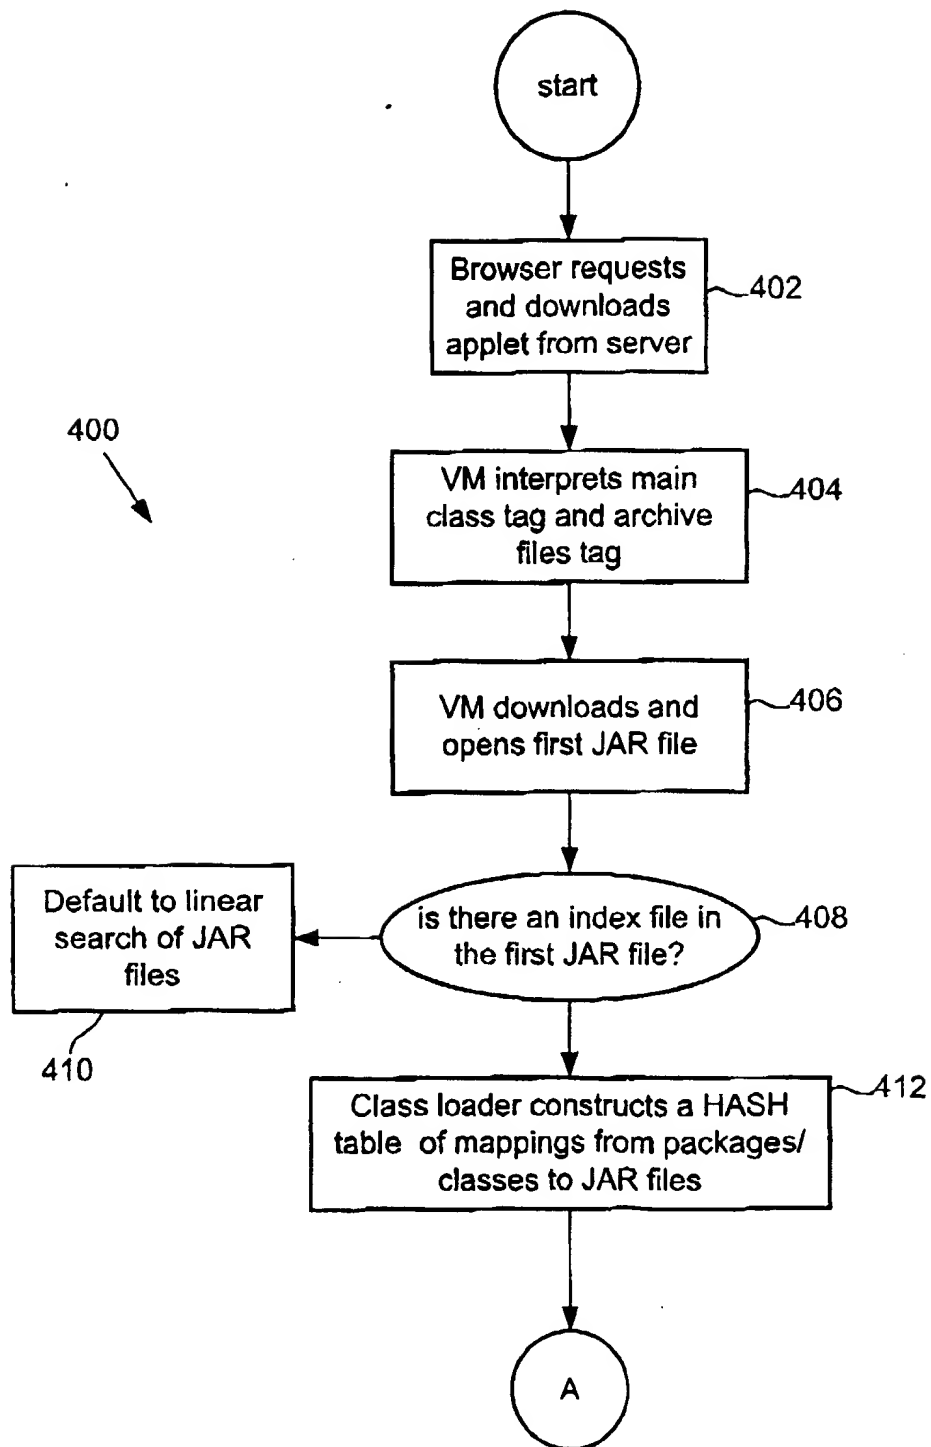 start
Browser requests
and downloads
applet from server
402
400
VM interprets main
class tag and archive
files tag
404
VM downloads and
opens first JAR file
406
is there an index file in
the first JAR file?
408
Default to linear
search of JAR
files
410
Class loader constructs a HASH
table of mappings from packages/
classes to JAR files
412
A